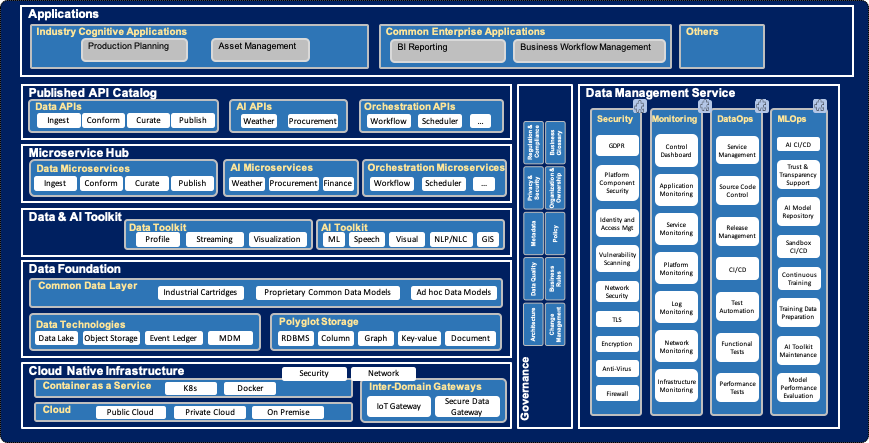 Applications
Industry Cognitive Applications
Production Planning
Asset Management
Common Enterprise Applications
BI Reporting
Business Workflow Management
Others
Published API Catalog
Data APIs
Ingest
Conform
Curate
Publish
AI APIs
Weather
Procurement
Orchestration APIs
Workflow
Scheduler
...
Microservice Hub
Data Microservices
Ingest
Conform
Curate
Publish
AI Microservices
Weather
Procurement
Finance
Orchestration Microservices
Workflow
Scheduler
...
Data & AI Toolkit
Data Toolkit
Profile
Streaming
Visualization
AI Toolkit
ML
Speech
Visual
NLP/NLC
GIS
Data Foundation
Common Data Layer
Industrial Cartridges
Proprietary Common Data Models
Ad hoc Data Models
Data Technologies
Data Lake
Object Storage
Event Ledger
MDM
Polyglot Storage
RDBMS
Column
Graph
Key-value
Document
Cloud Native Infrastructure
Security
Network
Container as a Service
K8s
Docker
Cloud
Public Cloud
Private Cloud
On Premise
Inter-Domain Gateways
IoT Gateway
Secure Data
Gateway
Governance
Regulation &
Compliance
Business
Glossary
Privacy &
Security
Organization &
Ownership
Metadata
Policy
Data Quality
Business
Rules
Architecture
Change
Management
Data Management Service
Security
GDPR
Platform
Component
Security
Identity and
Access Mgt
Vulnerability
Scanning
Network
Security
TLS
Encryption
Anti-Virus
Firewall
Monitoring
Control
Dashboard
Application
Monitoring
Service
Monitoring
Platform
Monitoring
Log
Monitoring
Network
Monitoring
Infrastructure
Monitoring
DataOps
Service
Management
Source Code
Control
Release
Management
CI/CD
Test
Automation
Functional
Tests
Performance
Tests
MLOps
AI CI/CD
Trust &
Transparency
Support
AI Model
Repository
Sandbox
CI/CD
Continuous
Training
Training Data
Preparation
AI Toolkit
Maintenance
Model
Performance
Evaluation